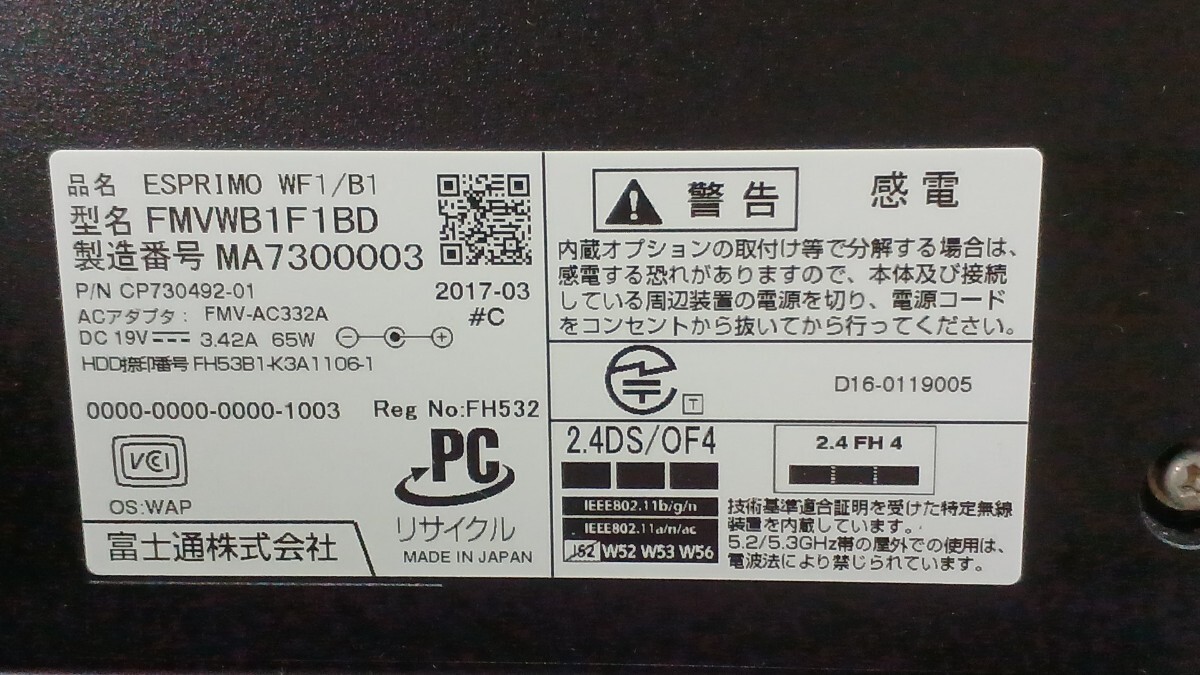 品名 ESPRIMO WF1/B1
型名 FMVWB1F1BD
製造番号 MA7300003
P/N CP730492-01
2017-03
ACアダプタ: FMV-AC332A
#C
DC 19V 3.42A 65W
HDD捺印番号 FH53B1-K3A1106-1
0000-0000-0000-1003
Reg No:FH532
VCCI
PC
リサイクル
OS:WAP
富士通株式会社
MADE IN JAPAN
警告
感電
内蔵オプションの取付け等で分解する場合は、
感電する恐れがありますので、本体及び接続
している周辺装置の電源を切り、電源コード
をコンセントから抜いてから行ってください。
T
D16-0119005
2.4DS/OF4
2.4 FH 4
IEEE802.11b/g/n
IEEE802.11a/n/ac
J52 W52 W53 W56
技術基準適合証明を受けた特定無線
装置を内蔵しています。
5.2/5.3GHz帯の屋外での使用は、
電波法により禁じられています。